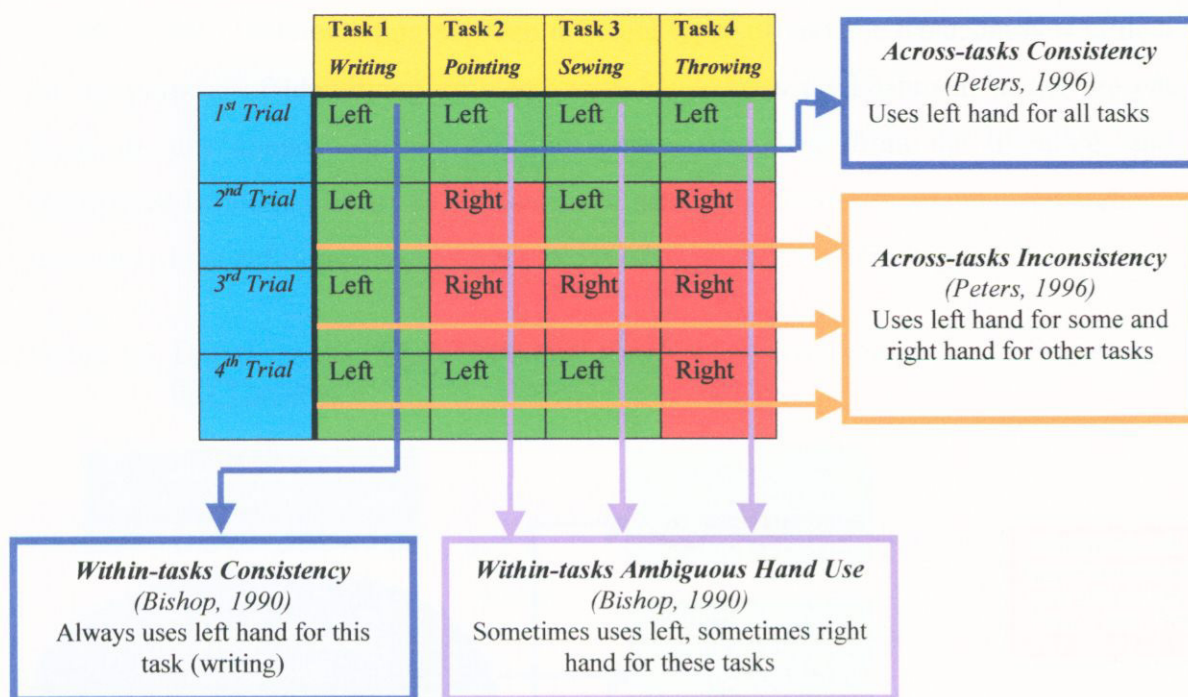 Task 1 Task 2 Task 3 Task 4
Writing Pointing Sewing Throwing
1st Trial Left Left Left Left
2nd Trial Left Right Left Right
3rd Trial Left Right Right Right
4th Trial Left Left Left Right
Across-tasks Consistency
(Peters, 1996)
Uses left hand for all tasks
Across-tasks Inconsistency
(Peters, 1996)
Uses left hand for some and
right hand for other tasks
Within-tasks Consistency
(Bishop, 1990)
Always uses left hand for this
task (writing)
Within-tasks Ambiguous Hand Use
(Bishop, 1990)
Sometimes uses left, sometimes right
hand for these tasks